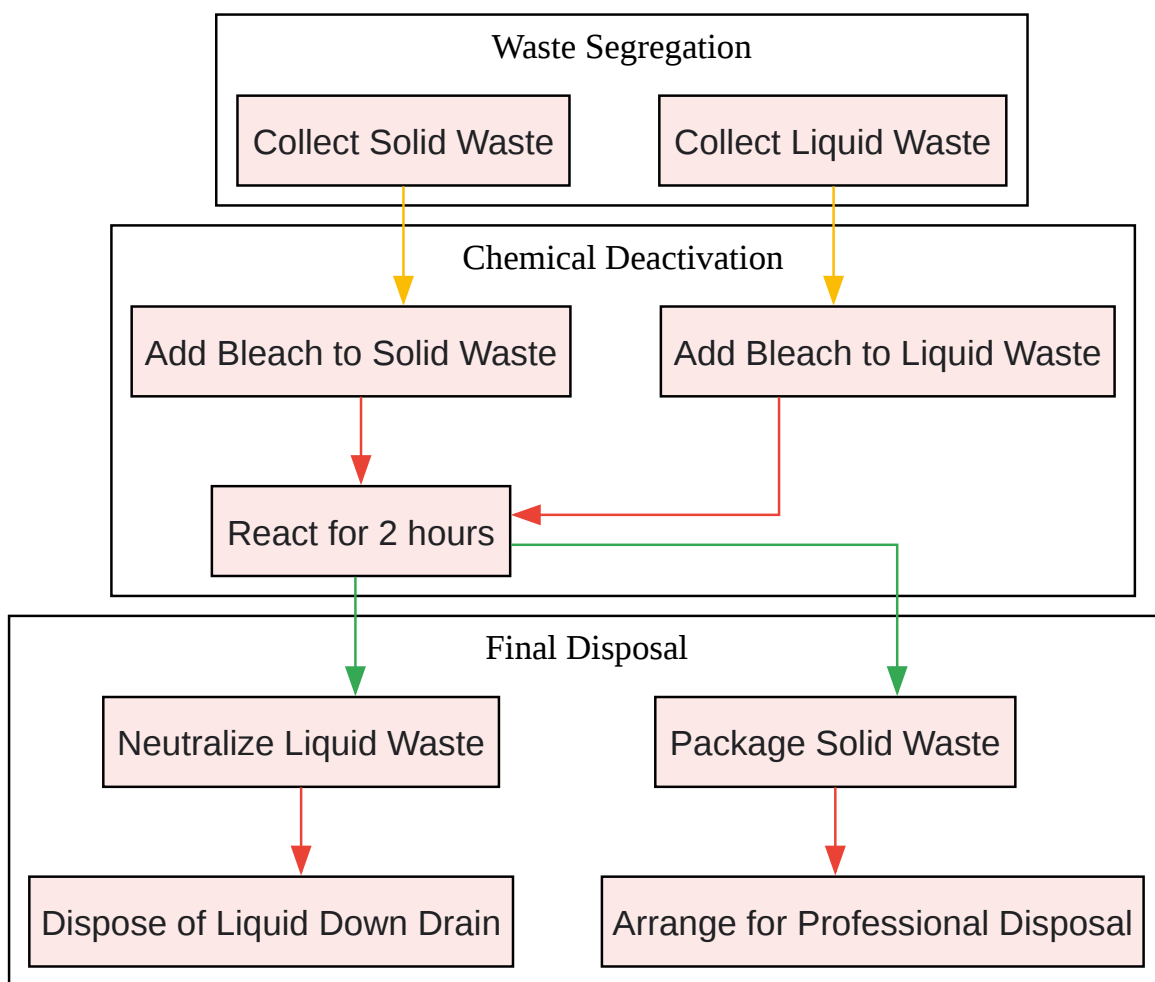 Waste Segregation
Collect Solid Waste
Collect Liquid Waste
Chemical Deactivation
Add Bleach to Solid Waste
Add Bleach to Liquid Waste
React for 2 hours
Final Disposal
Neutralize Liquid Waste
Package Solid Waste
Dispose of Liquid Down Drain
Arrange for Professional Disposal